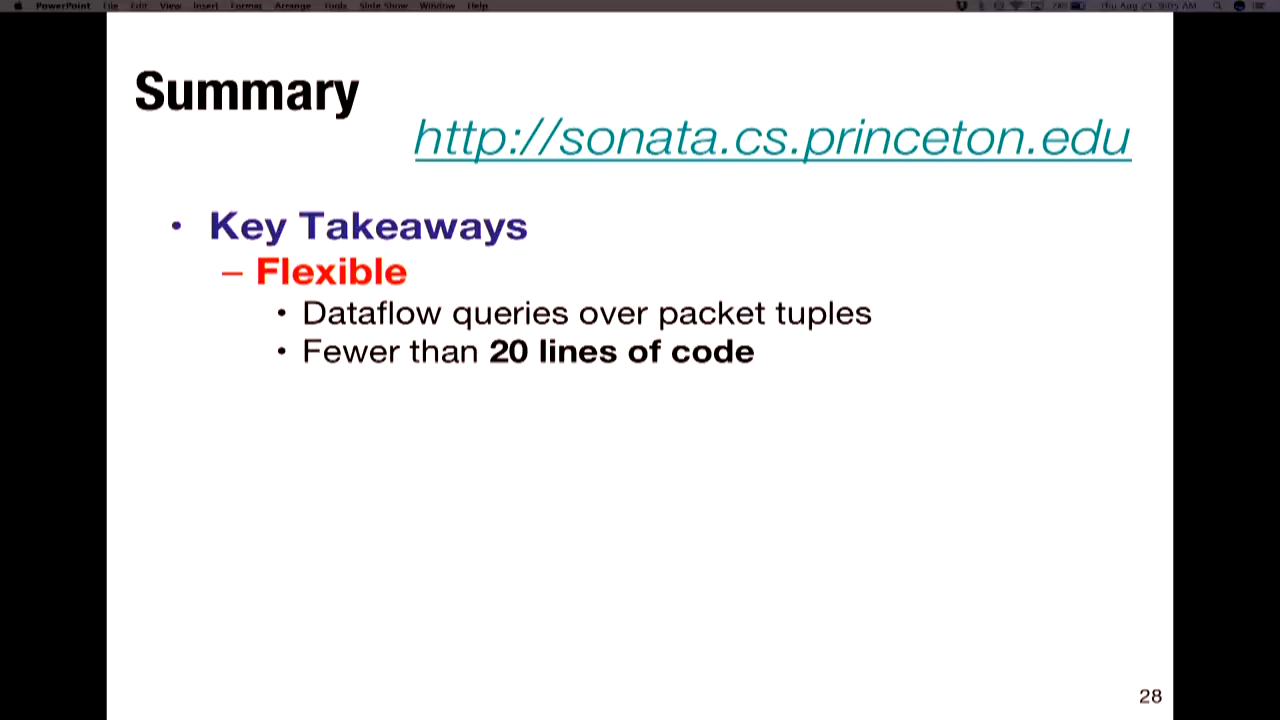 PowerPoint File Edit View Insert Format Arrange Tools Slide Show Window Help
Summary
http://sonata.cs.princeton.edu
• Key Takeaways
– Flexible
• Dataflow queries over packet tuples
• Fewer than 20 lines of code
28